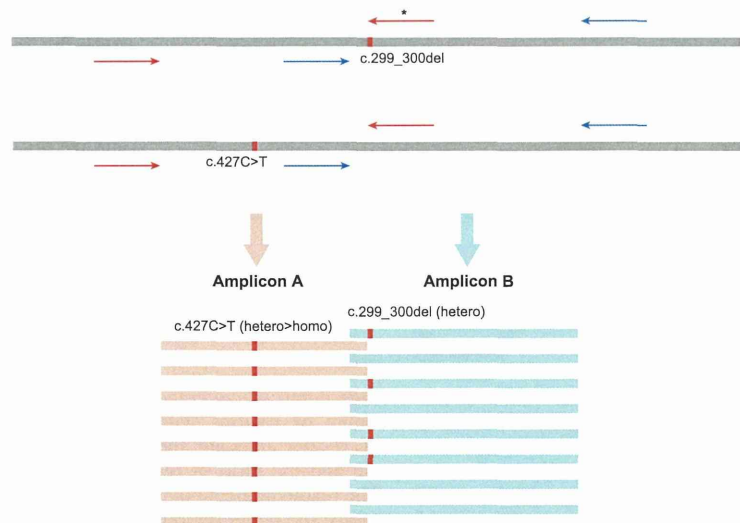 *
c.299_300del
c.427C>T
Amplicon A
Amplicon B
c.299_300del (hetero)
c.427C>T (hetero>homo)